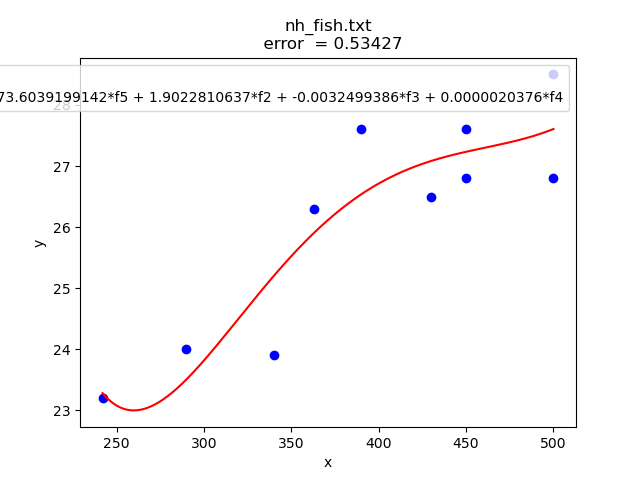 nh_fish.txt
error = 0.53427
73.6039199142*f5 + 1.9022810637*f2 + -0.0032499386*f3 + 0.0000020376*f4
28
27
26
25
24
23
y
250
300
350
400
450
500
x